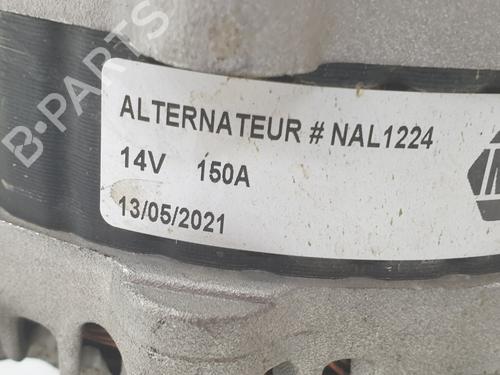 B-PARTS
ALTERNATEUR # NAL1224
14V 150A
13/05/2021